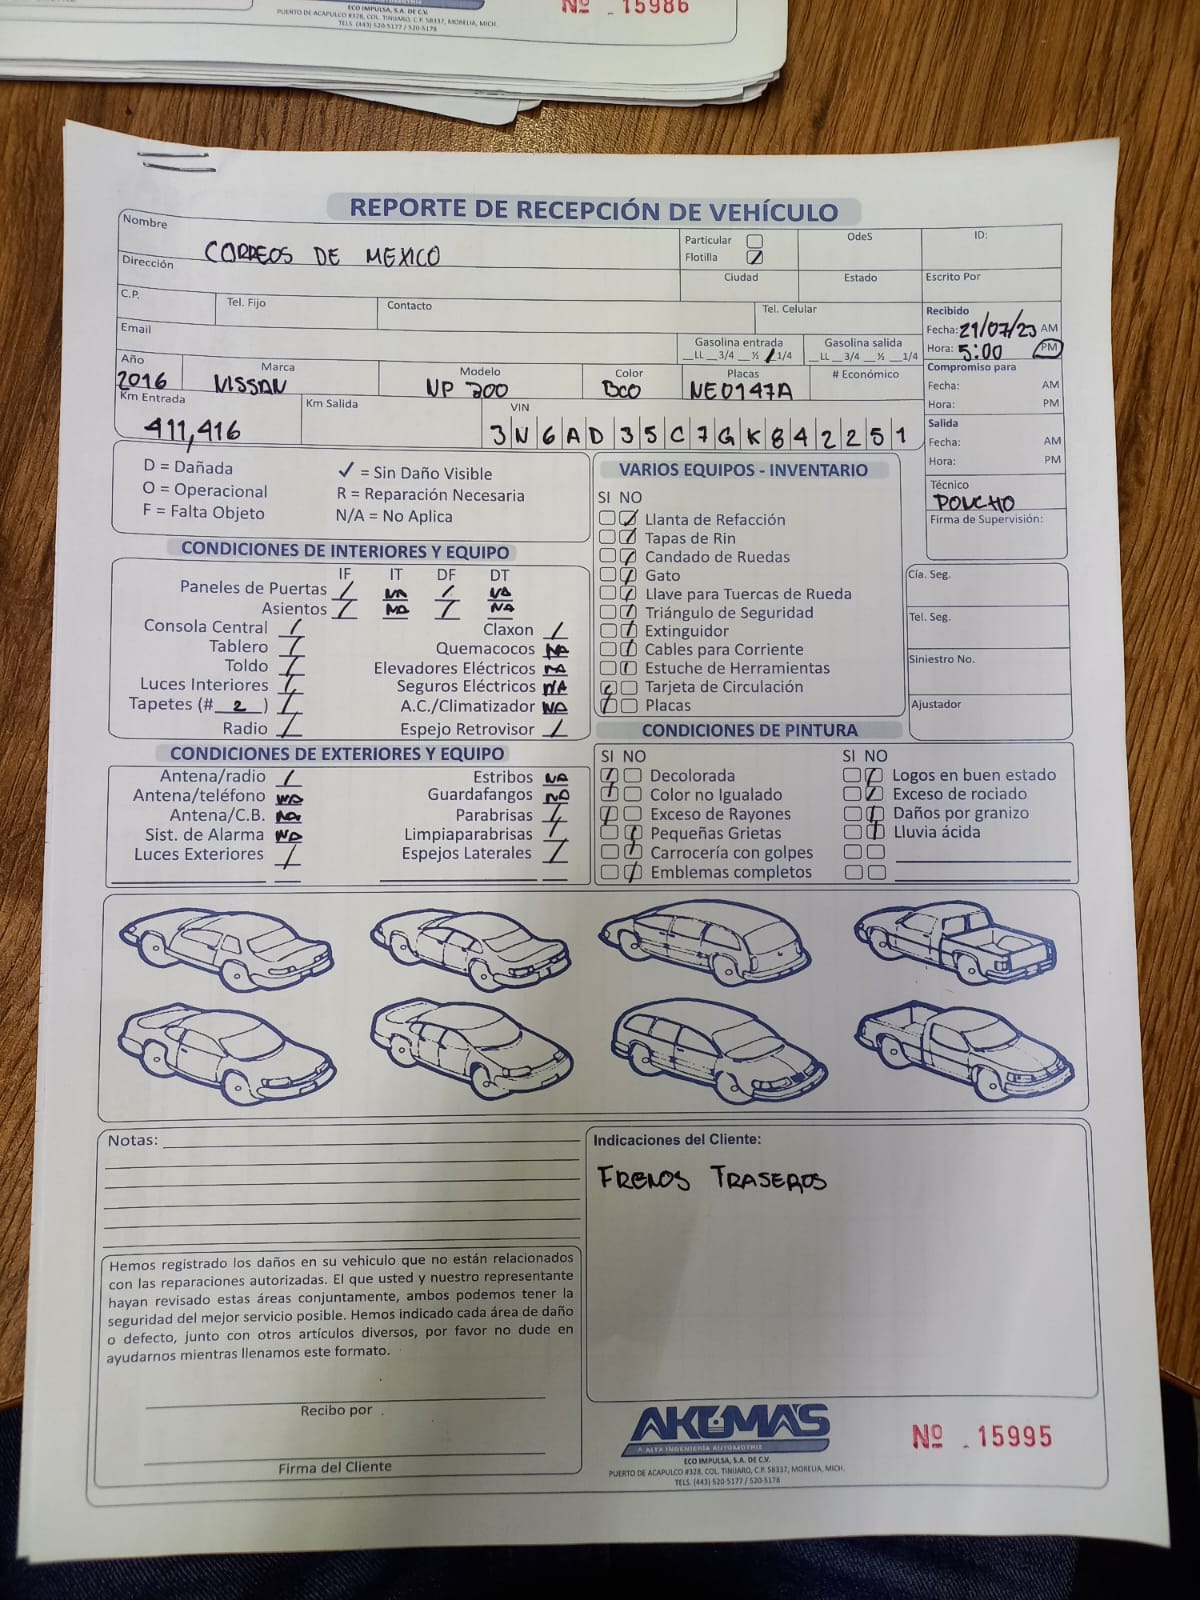 ECO IMPULSA, S.A. DE C.V.
PUERTO DE ACAPULCO #328, COL. TINIJARO, C.P. 58337, MORELIA, MICH.
TELS. (443) 520-5177 / 520-5178
Nº 15986
REPORTE DE RECEPCIÓN DE VEHÍCULO
Nombre
CORREOS DE MEXICO
Particular
Flotilla
OdeS
ID:
Dirección
Ciudad
Estado
Escrito Por
C.P.
Tel. Fijo
Contacto
Tel. Celular
Recibido
Fecha: 21/07/23 AM
Hora: 5:00 PM
Email
Gasolina entrada
__LL __3/4 __½ __1/4
Gasolina salida
__LL __3/4 __½ __1/4
Año
2016
Marca
NISSAN
Modelo
NP 300
Color
BCO
Placas
NE0147A
# Económico
Compromiso para
Fecha: AM
Hora: PM
Km Entrada
411,416
Km Salida
VIN
3N6AD35C7GK842251
Salida
Fecha: AM
Hora: PM
Técnico
PONCHO
Firma de Supervisión:
D = Dañada
O = Operacional
F = Falta Objeto
✓ = Sin Daño Visible
R = Reparación Necesaria
N/A = No Aplica
VARIOS EQUIPOS - INVENTARIO
SI NO
Llanta de Refacción
Tapas de Rin
Candado de Ruedas
Gato
Llave para Tuercas de Rueda
Triángulo de Seguridad
Extinguidor
Cables para Corriente
Estuche de Herramientas
Tarjeta de Circulación
Placas
Cía. Seg.
Tel. Seg.
Siniestro No.
Ajustador
CONDICIONES DE INTERIORES Y EQUIPO
IF IT DF DT
Paneles de Puertas / NA / NA
Asientos / NA / NA
Consola Central /
Tablero /
Toldo /
Luces Interiores /
Tapetes (# 2 ) /
Radio /
Claxon /
Quemacocos NA
Elevadores Eléctricos NA
Seguros Eléctricos N/A
A.C./Climatizador NA
Espejo Retrovisor /
CONDICIONES DE EXTERIORES Y EQUIPO
Antena/radio /
Antena/teléfono NA
Antena/C.B. NA
Sist. de Alarma NA
Luces Exteriores /
Estribos NA
Guardafangos NA
Parabrisas /
Limpiaparabrisas /
Espejos Laterales /
CONDICIONES DE PINTURA
SI NO
Decolorada
Color no Igualado
Exceso de Rayones
Pequeñas Grietas
Carrocería con golpes
Emblemas completos
SI NO
Logos en buen estado
Exceso de rociado
Daños por granizo
Lluvia ácida
Notas:
Indicaciones del Cliente:
FRENOS TRASEROS
Hemos registrado los daños en su vehiculo que no están relacionados
con las reparaciones autorizadas. El que usted y nuestro representante
hayan revisado estas áreas conjuntamente, ambos podemos tener la
seguridad del mejor servicio posible. Hemos indicado cada área de daño
o defecto, junto con otros artículos diversos, por favor no dude en
ayudarnos mientras llenamos este formato.
Recibo por
Firma del Cliente
AKUMA'S
ALTA INGENIERÍA AUTOMOTRIZ
ECO IMPULSA, S.A. DE C.V.
PUERTO DE ACAPULCO #328, COL. TINIJARO, C.P. 58337, MORELIA, MICH.
TELS. (443) 520-5177 / 520-5178
Nº 15995